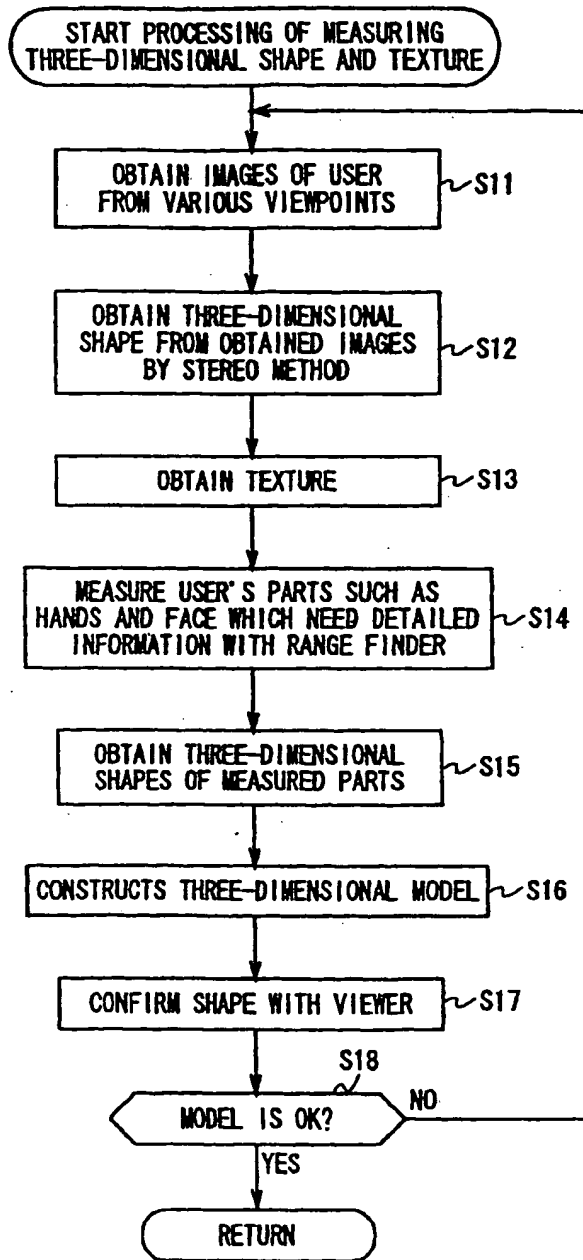 START PROCESSING OF MEASURING
THREE-DIMENSIONAL SHAPE AND TEXTURE
OBTAIN IMAGES OF USER
FROM VARIOUS VIEWPOINTS
S11
OBTAIN THREE-DIMENSIONAL
SHAPE FROM OBTAINED IMAGES
BY STEREO METHOD
S12
OBTAIN TEXTURE
S13
MEASURE USER'S PARTS SUCH AS
HANDS AND FACE WHICH NEED DETAILED
INFORMATION WITH RANGE FINDER
S14
OBTAIN THREE-DIMENSIONAL
SHAPES OF MEASURED PARTS
S15
CONSTRUCTS THREE-DIMENSIONAL MODEL
S16
CONFIRM SHAPE WITH VIEWER
S17
S18
MODEL IS OK?
NO
YES
RETURN